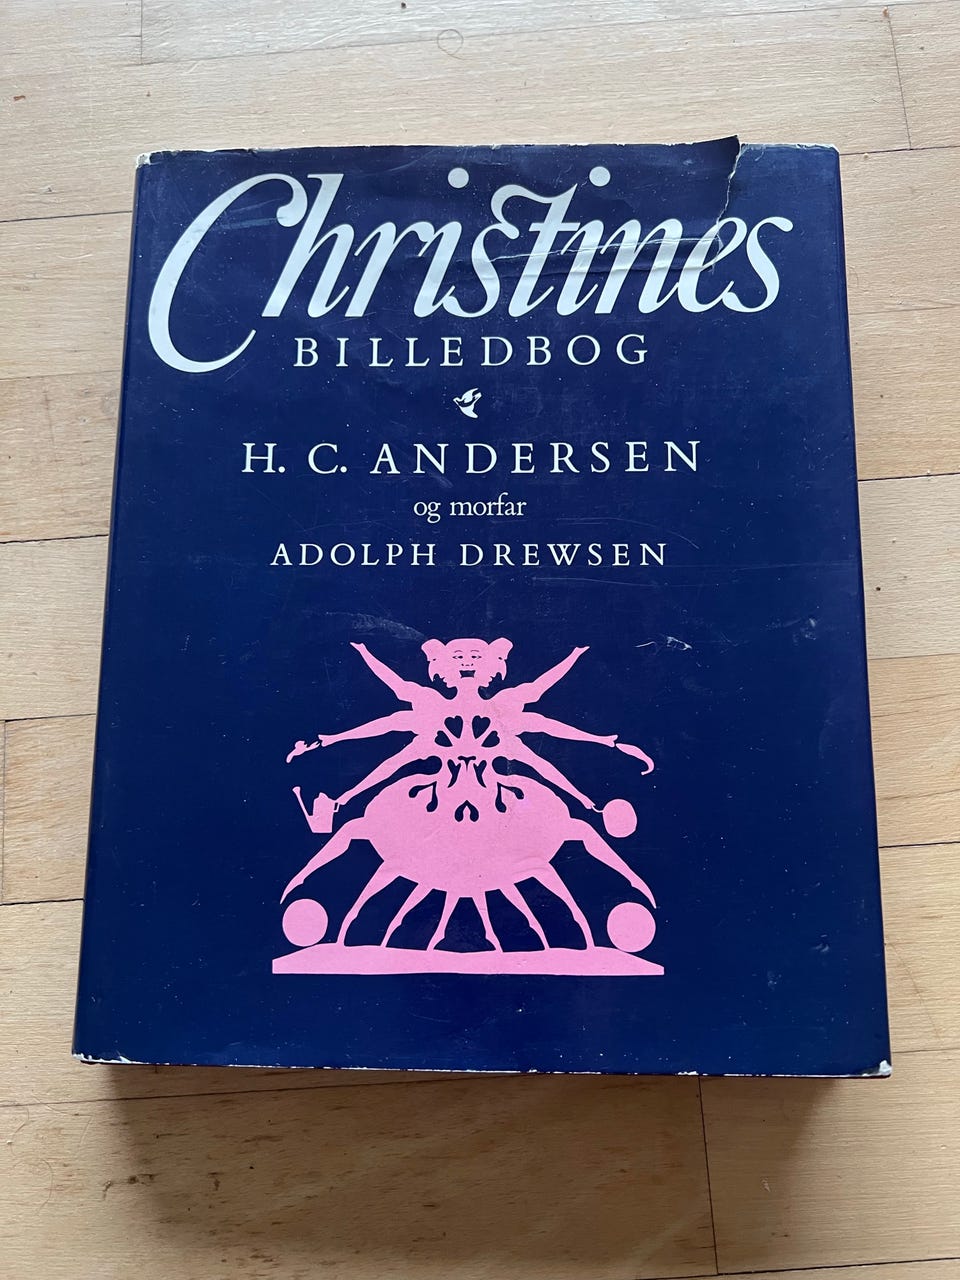 Christines
BILLEDBOG
H. C. ANDERSEN
og morfar
ADOLPH DREWSEN